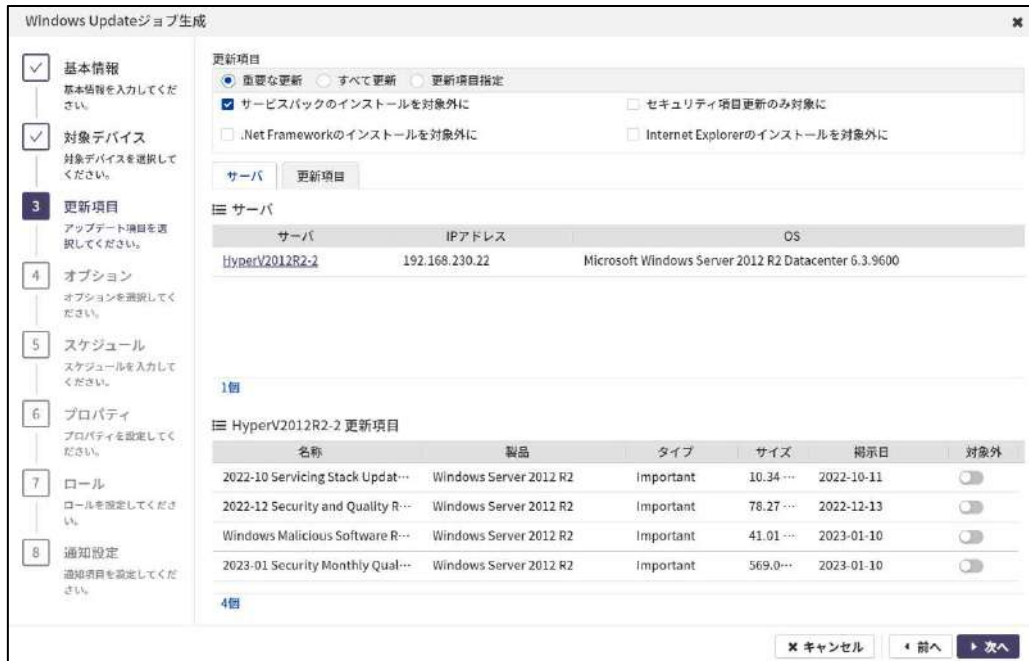 Windows Updateジョブ生成
基本情報
基本情報を入力してくだ
さい。
対象デバイス
対象デバイスを選択して
ください。
3 更新項目
アップデート項目を選
択してください。
4 オプション
オプションを選択してく
ださい。
5 スケジュール
スケジュールを入力して
ください。
6 プロパティ
プロパティを設定してく
ださい。
7 ロール
ロールを設定してくださ
い。
8 通知設定
通知項目を設定してくだ
さい。
更新項目
重要な更新 すべて更新 更新項目指定
サービスパックのインストールを対象外に セキュリティ項目更新のみ対象に
.Net Frameworkのインストールを対象外に Internet Explorerのインストールを対象外に
サーバ 更新項目
サーバ
サーバ IPアドレス OS
HyperV2012R2-2 192.168.230.22 Microsoft Windows Server 2012 R2 Datacenter 6.3.9600
1個
HyperV2012R2-2 更新項目
名称 製品 タイプ サイズ 掲示日 対象外
2022-10 Servicing Stack Updat… Windows Server 2012 R2 Important 10.34 … 2022-10-11
2022-12 Security and Quality R… Windows Server 2012 R2 Important 78.27 … 2022-12-13
Windows Malicious Software R… Windows Server 2012 R2 Important 41.01 … 2023-01-10
2023-01 Security Monthly Qual… Windows Server 2012 R2 Important 569.0… 2023-01-10
4個
キャンセル 前へ 次へ